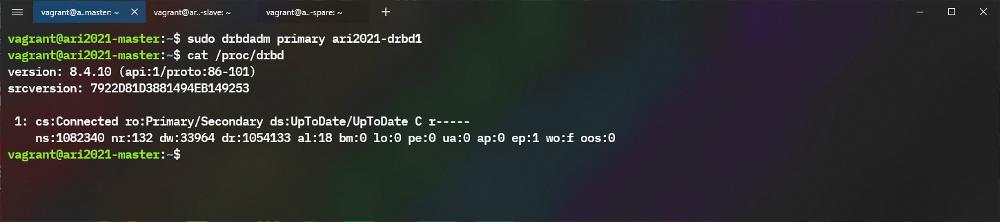 vagrant@a..master: ~ vagrant@ar..-slave: ~ vagrant@a..-spare: ~
vagrant@ari2021-master:~$ sudo drbdadm primary ari2021-drbd1
vagrant@ari2021-master:~$ cat /proc/drbd
version: 8.4.10 (api:1/proto:86-101)
srcversion: 7922D81D3881494EB149253
1: cs:Connected ro:Primary/Secondary ds:UpToDate/UpToDate C r-----
ns:1082340 nr:132 dw:33964 dr:1054133 al:18 bm:0 lo:0 pe:0 ua:0 ap:0 ep:1 wo:f oos:0
vagrant@ari2021-master:~$